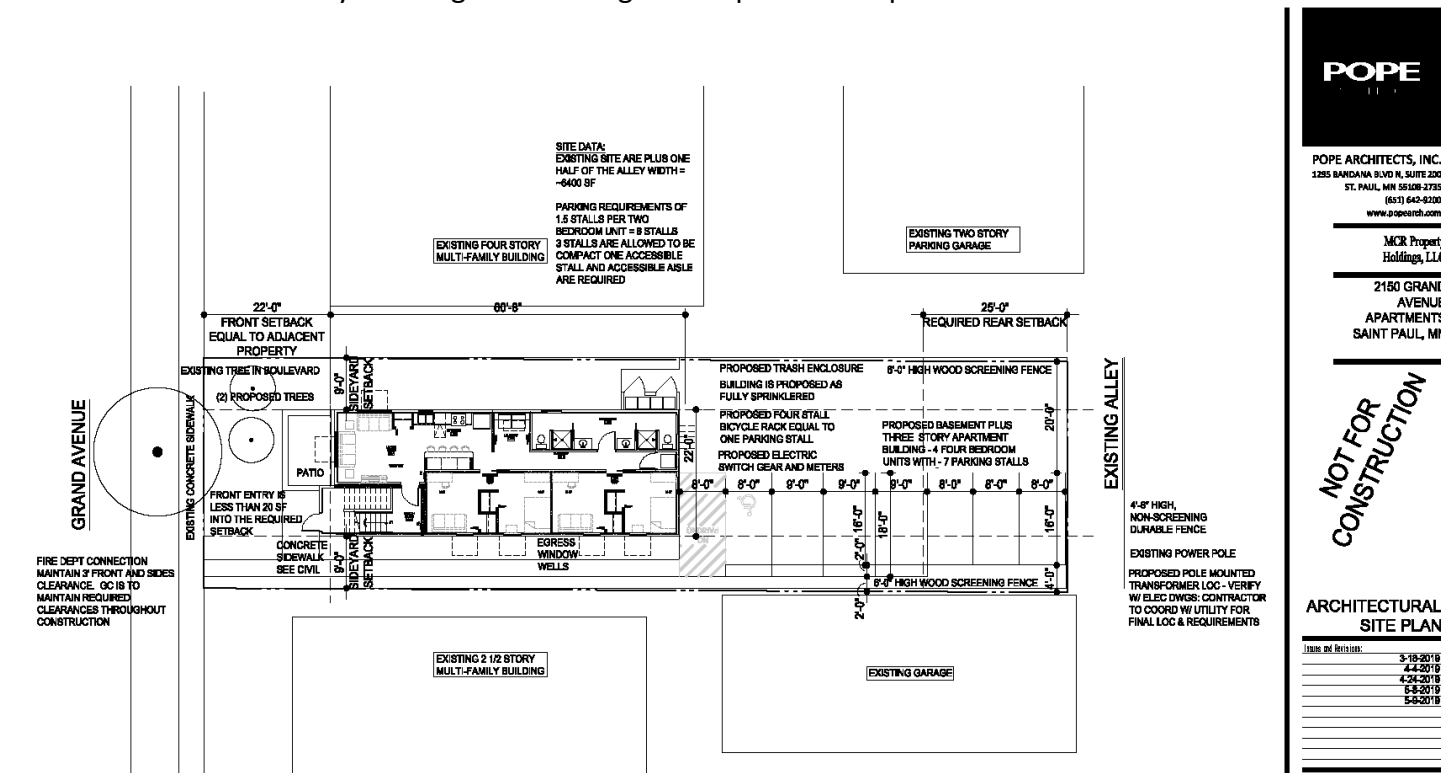 POPE
POPE ARCHITECTS, INC.
1295 BANDANA BLVD N, SUITE 200
ST. PAUL, MN 55108-2735
(651) 642-9200
www.popearch.com
MCR Property
Holdings, LLC
2150 GRAND
AVENUE
APARTMENTS
SAINT PAUL, MN
NOT FOR
CONSTRUCTION
ARCHITECTURAL
SITE PLAN
Issues and Revisions:
3-18-2019
4-4-2019
4-24-2019
5-9-2019
SITE DATA:
EXISTING SITE ARE PLUS ONE
HALF OF THE ALLEY WIDTH =
~6400 SF
PARKING REQUIREMENTS OF
1.5 STALLS PER TWO
BEDROOM UNIT = 8 STALLS
3 STALLS ARE ALLOWED TO BE
COMPACT ONE ACCESSIBLE
STALL AND ACCESSIBLE AISLE
ARE REQUIRED
EXISTING FOUR STORY
MULTI-FAMILY BUILDING
EXISTING TWO STORY
PARKING GARAGE
22'-0"
FRONT SETBACK
EQUAL TO ADJACENT
PROPERTY
60'-8"
25'-0"
REQUIRED REAR SETBACK
EXISTING TREE IN BOULEVARD
(2) PROPOSED TREES
9'-0"
SIDEYARD
SETBACK
PROPOSED TRASH ENCLOSURE
6'-0" HIGH WOOD SCREENING FENCE
BUILDING IS PROPOSED AS
FULLY SPRINKLERED
PROPOSED FOUR STALL
BICYCLE RACK EQUAL TO
ONE PARKING STALL
PROPOSED ELECTRIC
SWITCH GEAR AND METERS
PROPOSED BASEMENT PLUS
THREE STORY APARTMENT
BUILDING - 4 FOUR BEDROOM
UNITS WITH - 7 PARKING STALLS
20'-0"
22'-0"
EXISTING ALLEY
GRAND AVENUE
EXISTING CONCRETE SIDEWALK
PATIO
8'-0"
8'-0"
9'-0"
9'-0"
9'-0"
8'-0"
8'-0"
8'-0"
FRONT ENTRY IS
LESS THAN 20 SF
INTO THE REQUIRED
SETBACK
NO
PARKING
16'-0"
2'-0"
18'-0"
16'-0"
CONCRETE
SIDEWALK
SEE CIVIL
9'-0"
SIDEYARD
SETBACK
EGRESS
WINDOW
WELLS
6'-0" HIGH WOOD SCREENING FENCE
4'-0"
2'-0"
FIRE DEPT CONNECTION
MAINTAIN 3' FRONT AND SIDES
CLEARANCE. GC IS TO
MAINTAIN REQUIRED
CLEARANCES THROUGHOUT
CONSTRUCTION
4'-6" HIGH,
NON-SCREENING
DURABLE FENCE
EXISTING POWER POLE
PROPOSED POLE MOUNTED
TRANSFORMER LOC - VERIFY
W/ ELEC DWGS: CONTRACTOR
TO COORD W/ UTILITY FOR
FINAL LOC & REQUIREMENTS
EXISTING 2 1/2 STORY
MULTI-FAMILY BUILDING
EXISTING GARAGE